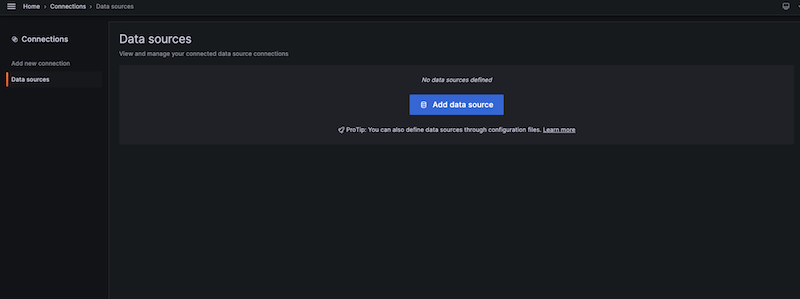 Home › Connections › Data sources
Connections
Add new connection
Data sources
Data sources
View and manage your connected data source connections
No data sources defined
Add data source
ProTip: You can also define data sources through configuration files. Learn more